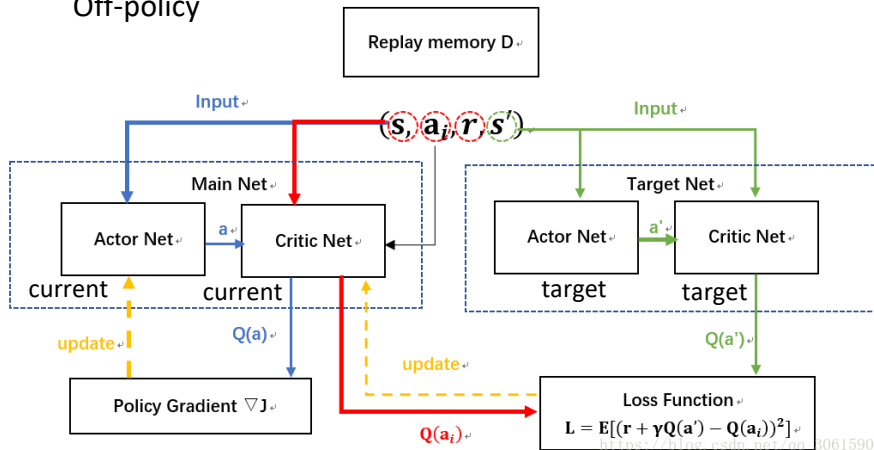 Off-policy
Replay memory D
Input
(s, aᵢ, r, s')
Input
Main Net
Target Net
Actor Net
a
Critic Net
Actor Net
a'
Critic Net
current
current
target
target
update
Q(a)
update
Q(a')
Policy Gradient ▽J
Loss Function
L = E[(r + γQ(a') − Q(aᵢ))²]
Q(aᵢ)
https://blog.csdn.net/qq_3061590